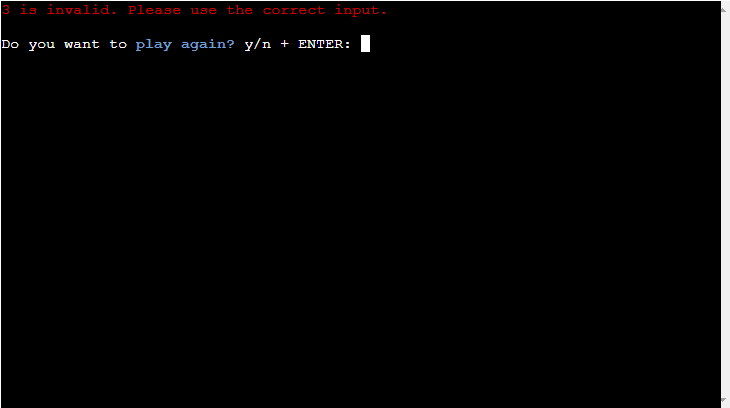 3 is invalid. Please use the correct input.
Do you want to play again? y/n + ENTER: